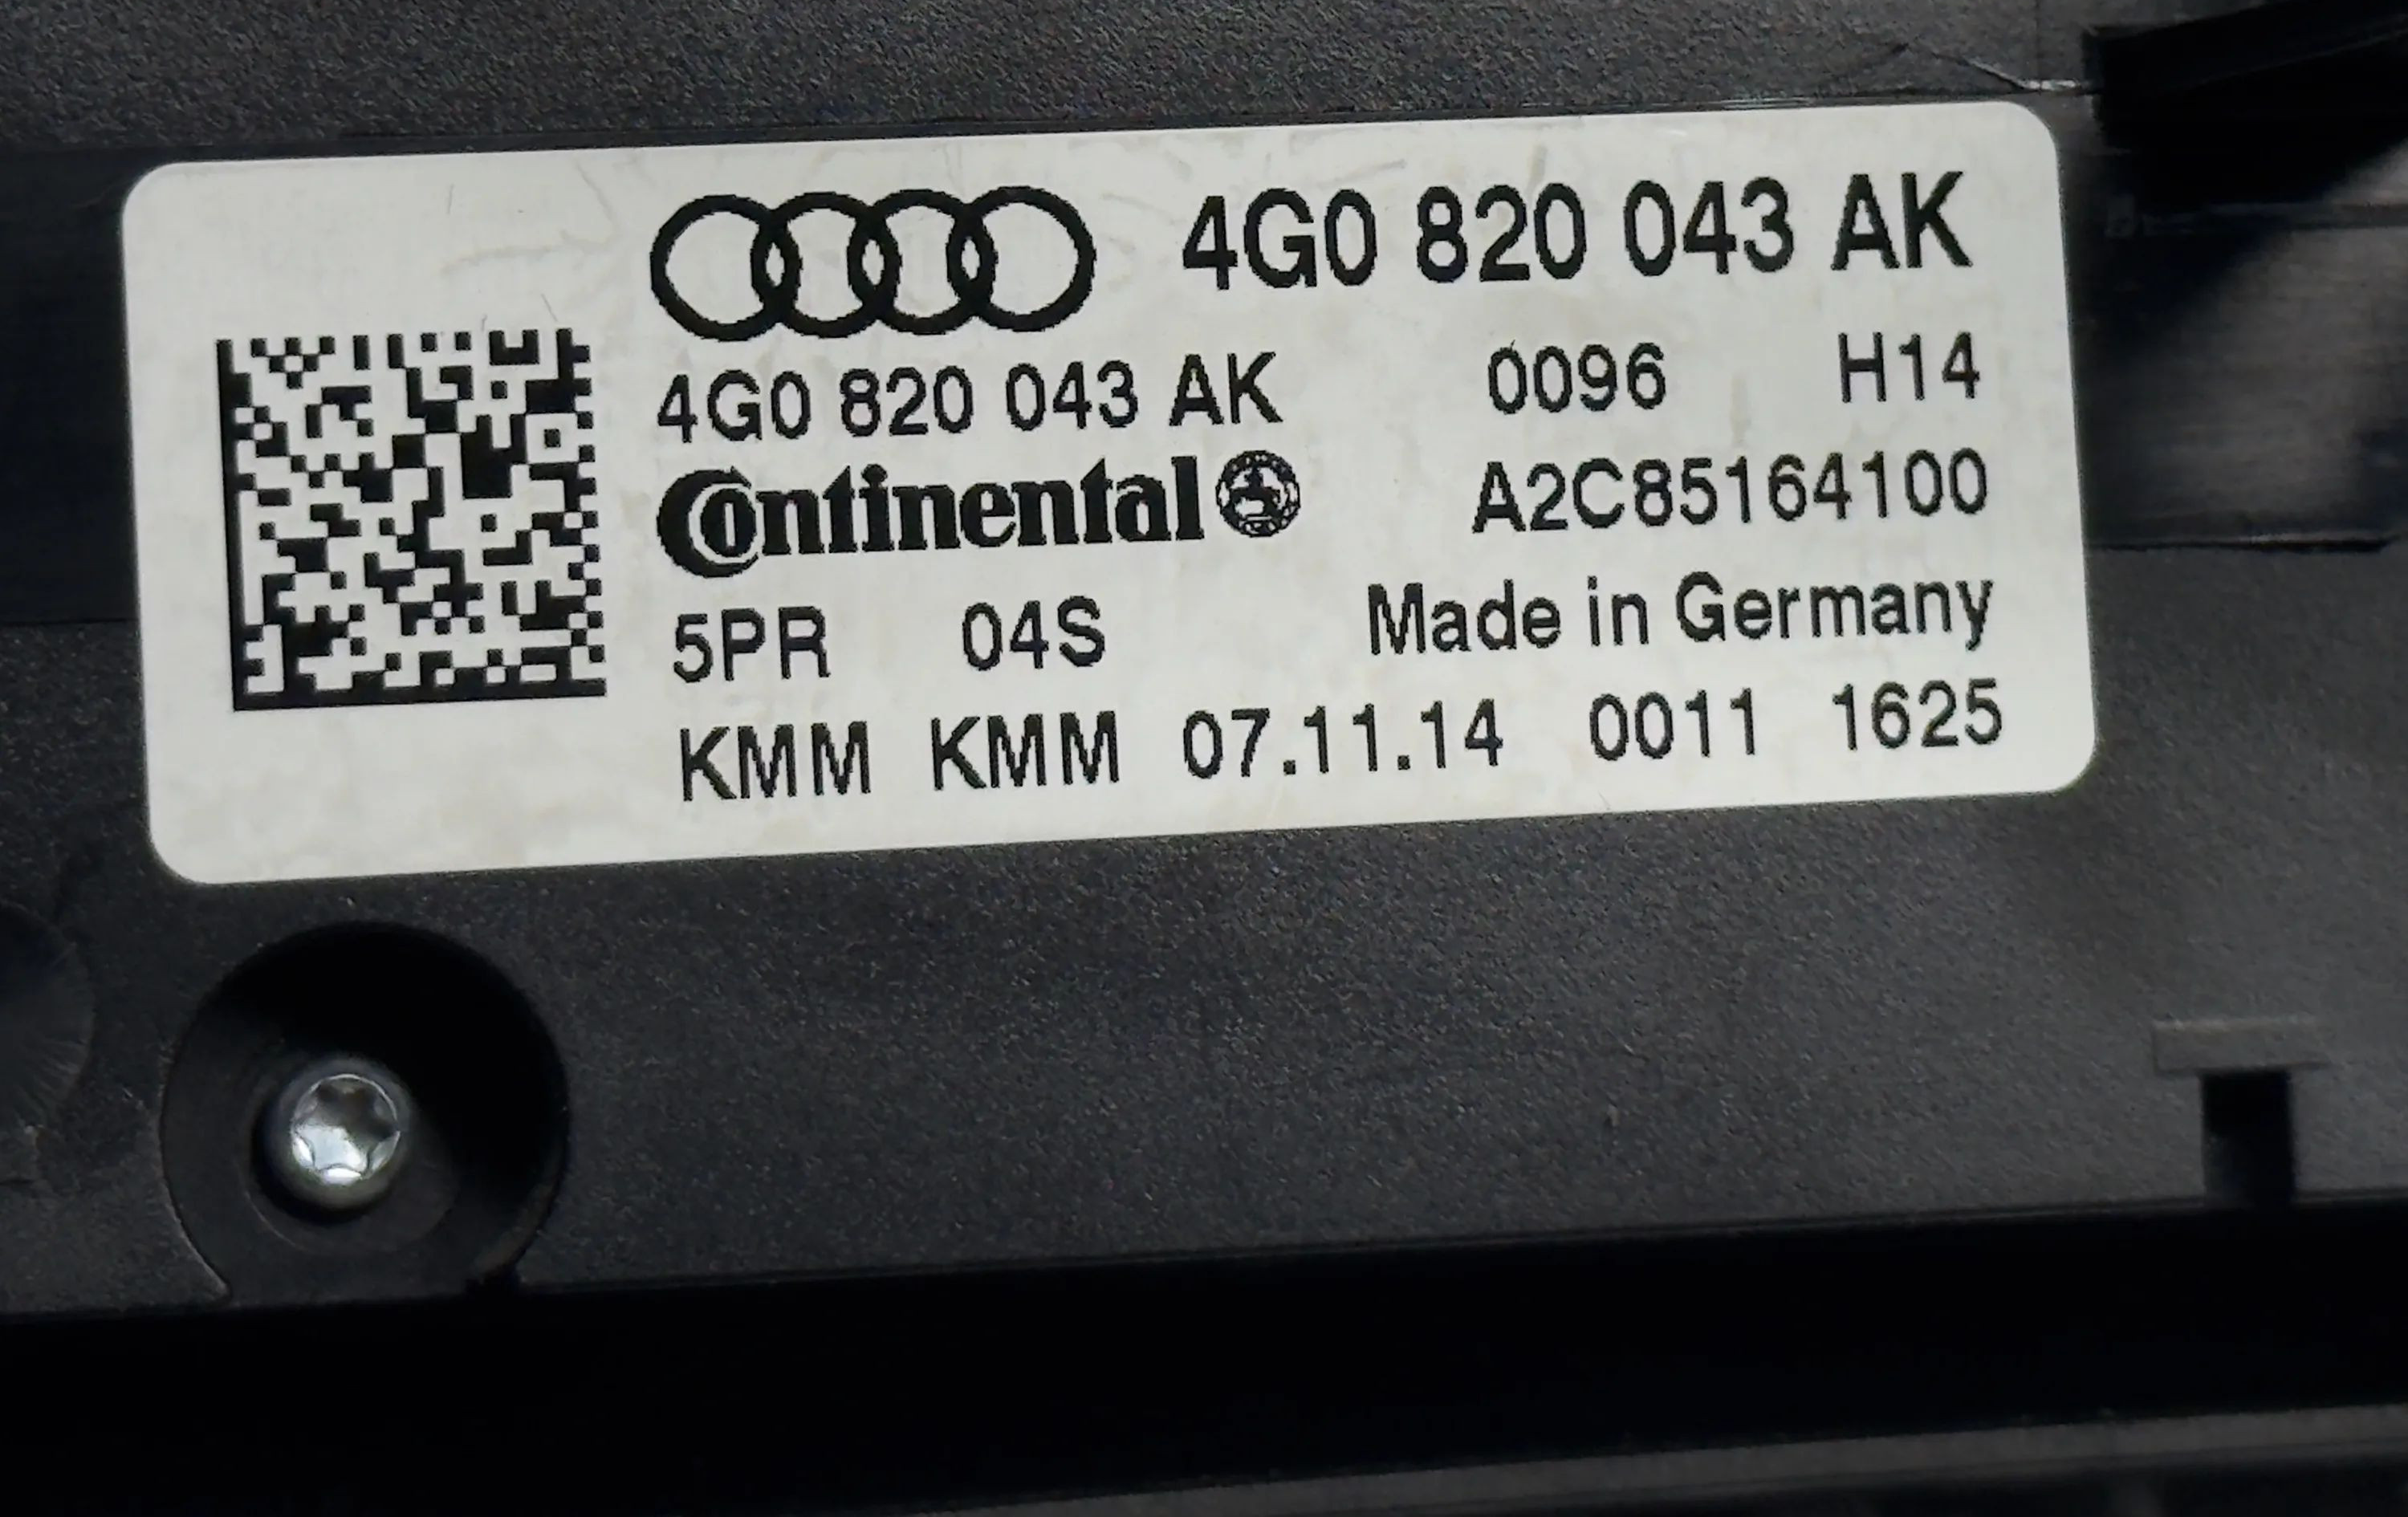 4G0 820 043 AK
4G0 820 043 AK 0096 H14
Continental A2C85164100
5PR 04S Made in Germany
KMM KMM 07.11.14 0011 1625